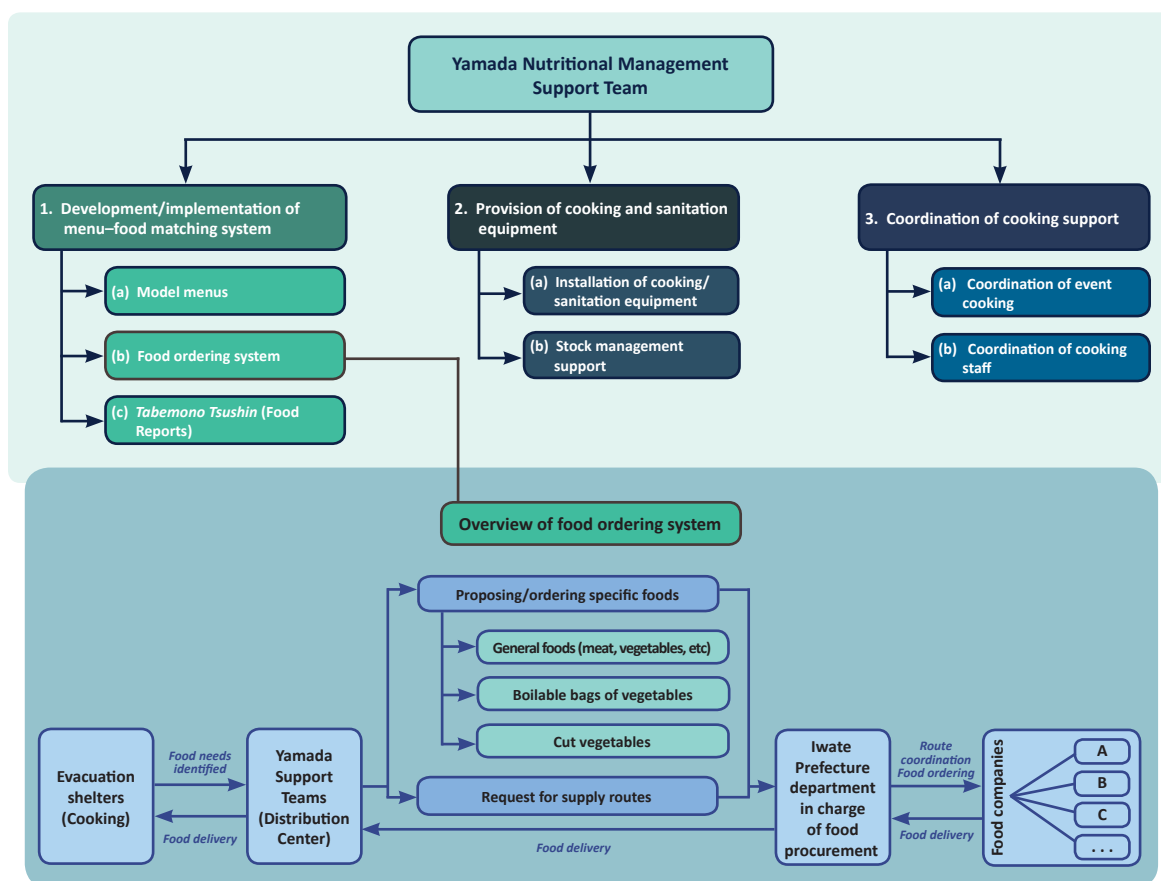 Yamada Nutritional Management
Support Team
1. Development/implementation of
menu–food matching system
(a) Model menus
(b) Food ordering system
(c) Tabemono Tsushin (Food
Reports)
2. Provision of cooking and sanitation
equipment
(a) Installation of cooking/
sanitation equipment
(b) Stock management
support
3. Coordination of cooking support
(a) Coordination of event
cooking
(b) Coordination of cooking
staff
Overview of food ordering system
Evacuation
shelters
(Cooking)
Food needs
identified
Food delivery
Yamada
Support
Teams
(Distribution
Center)
Proposing/ordering specific foods
General foods (meat, vegetables, etc)
Boilable bags of vegetables
Cut vegetables
Request for supply routes
Food delivery
Iwate
Prefecture
department
in charge
of food
procurement
Route
coordination
Food ordering
Food delivery
Food companies
A
B
C
. . .